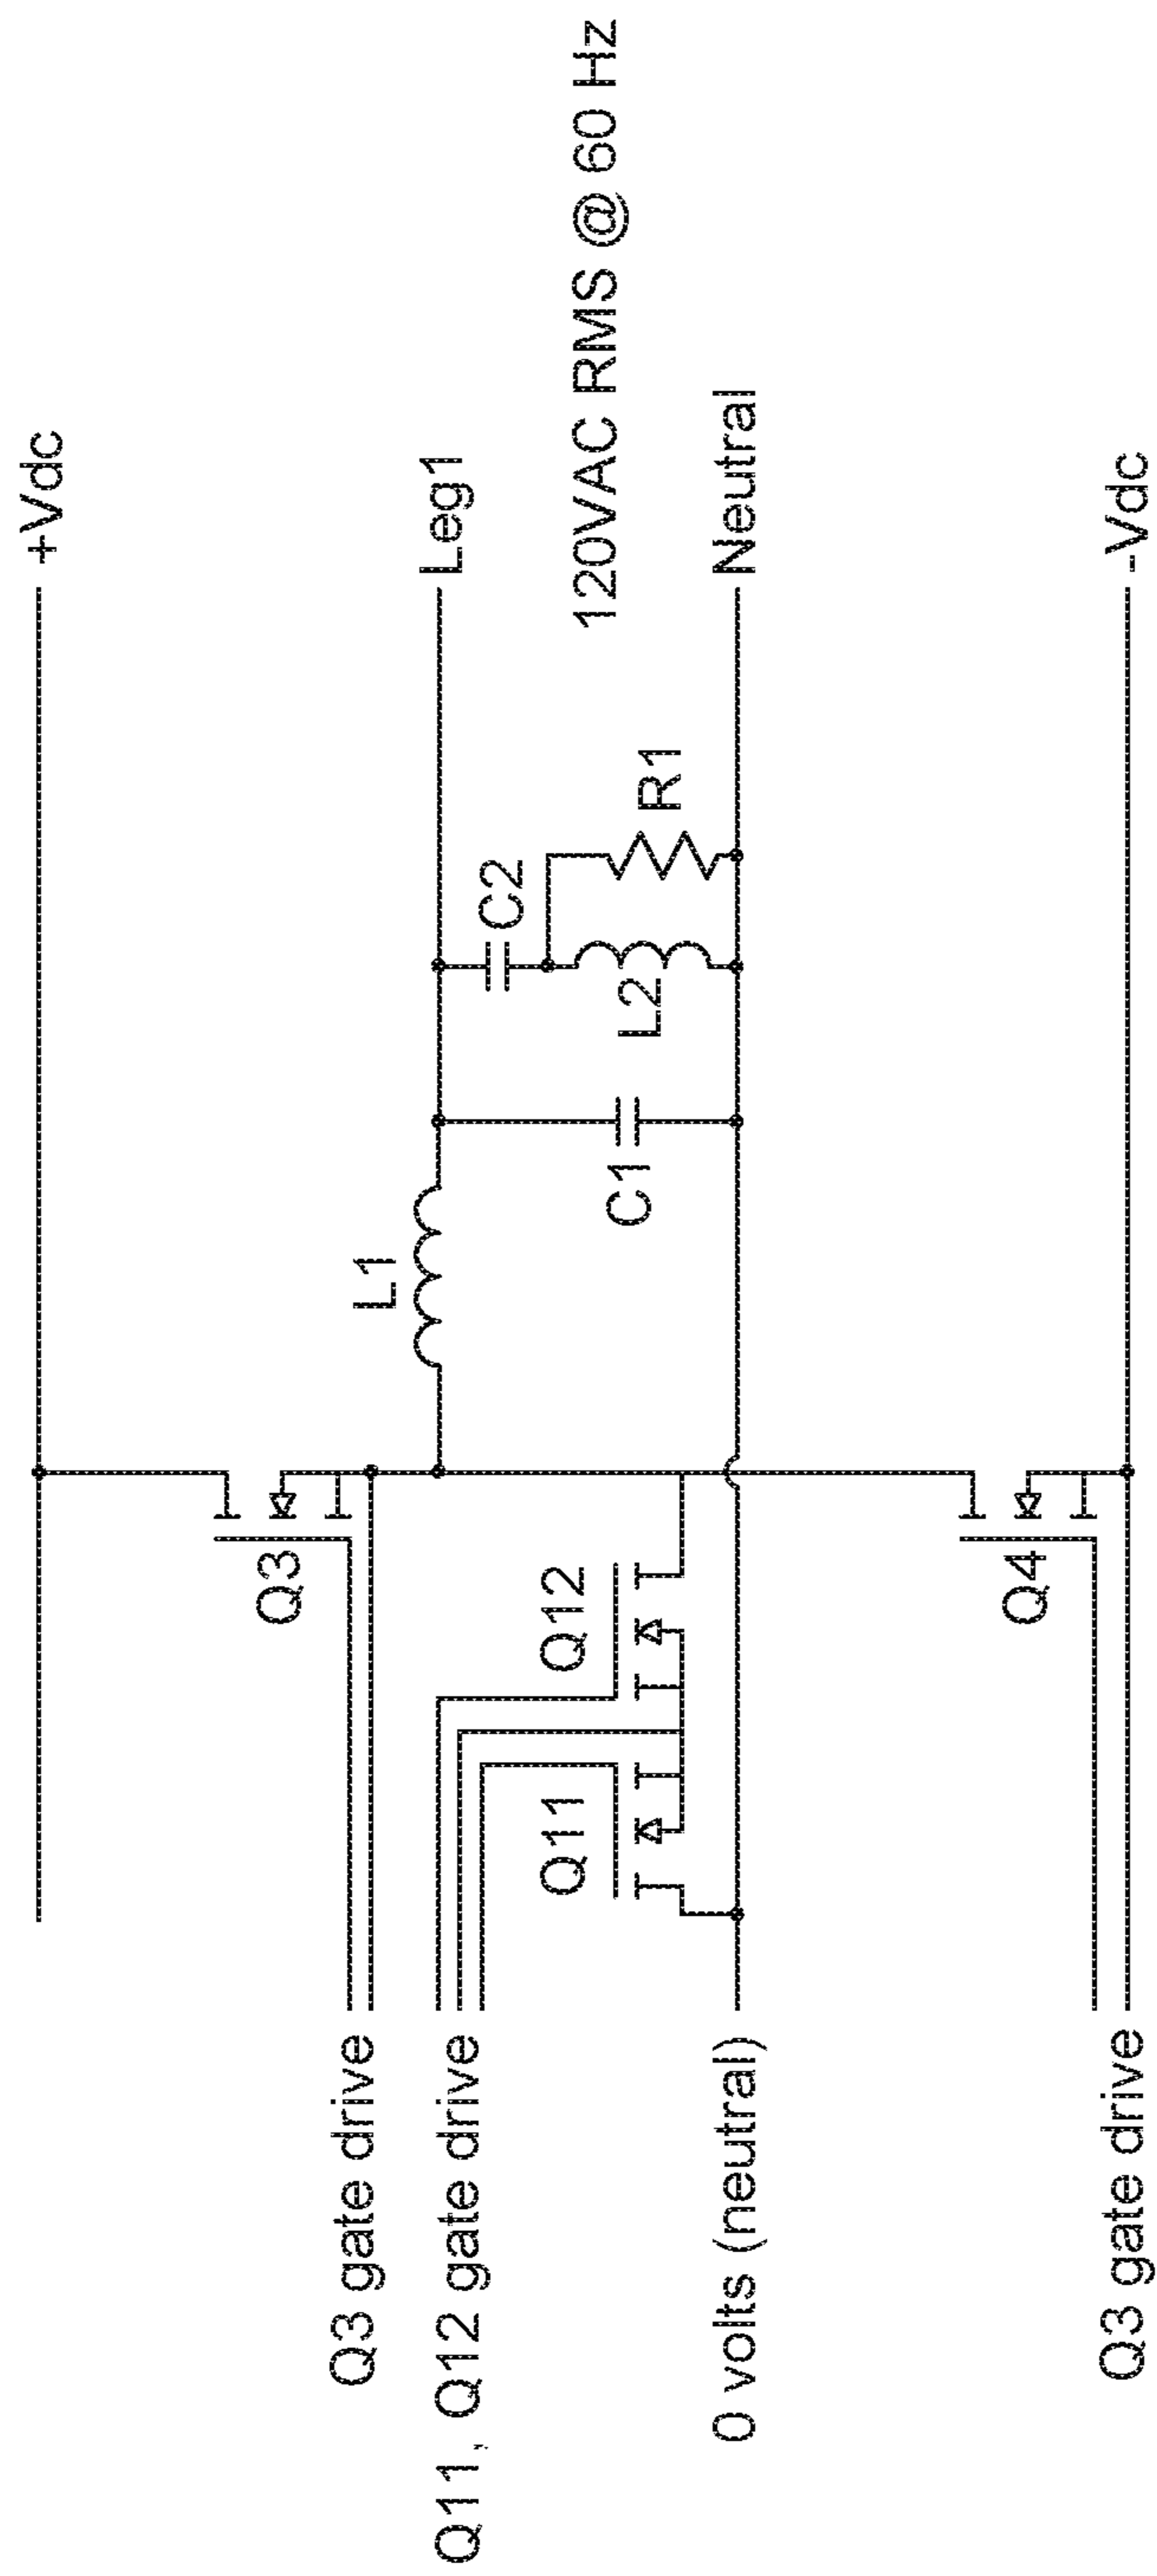 +Vdc
Q3 gate drive
Q3
L1
Leg1
Q11, Q12 gate drive
Q11
Q12
C1
C2
L2
R1
120VAC RMS @ 60 Hz
0 volts (neutral)
Neutral
Q4
Q3 gate drive
-Vdc